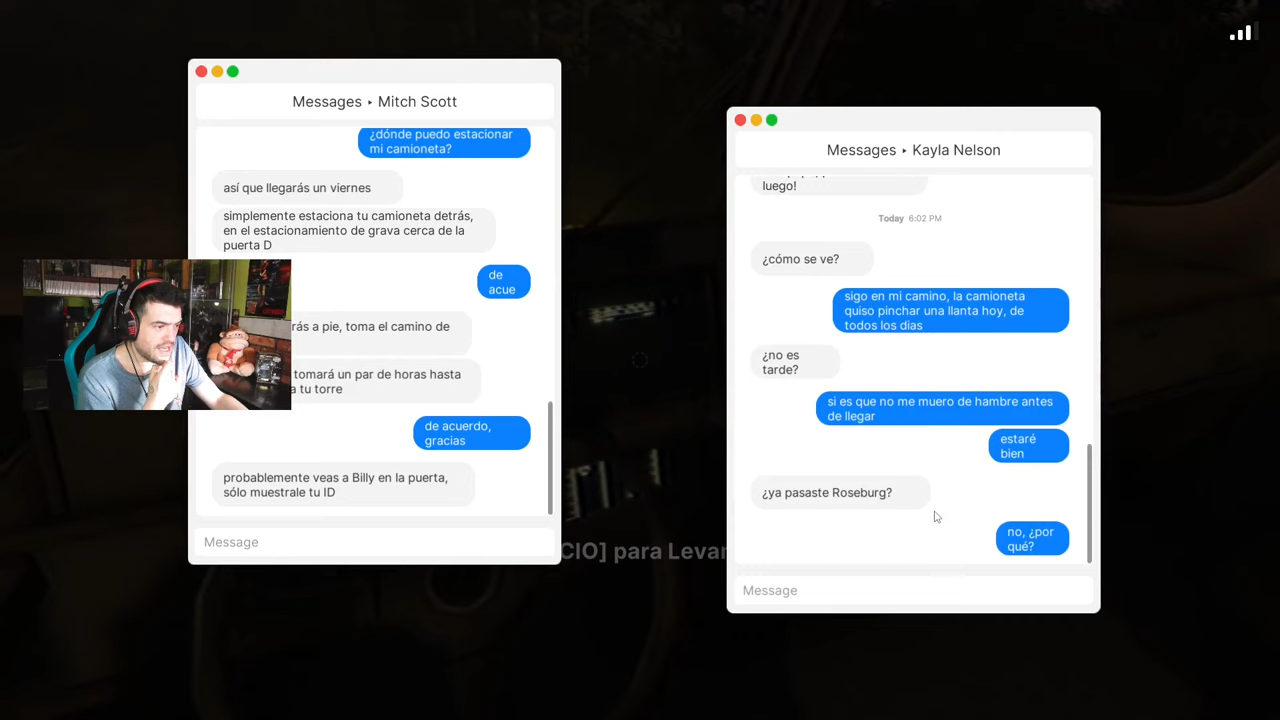 Messages ‣ Mitch Scott
¿dónde puedo estacionar
mi camioneta?
así que llegarás un viernes
simplemente estaciona tu camioneta detrás,
en el estacionamiento de grava cerca de la
puerta D
de
acue
rás a pie, toma el camino de
tomará un par de horas hasta
a tu torre
de acuerdo,
gracias
probablemente veas a Billy en la puerta,
sólo muestrale tu ID
Message
CIO] para Levan
Messages ‣ Kayla Nelson
luego!
Today 6:02 PM
¿cómo se ve?
sigo en mi camino, la camioneta
quiso pinchar una llanta hoy, de
todos los dias
¿no es
tarde?
si es que no me muero de hambre antes
de llegar
estaré
bien
¿ya pasaste Roseburg?
no, ¿por
qué?
Message